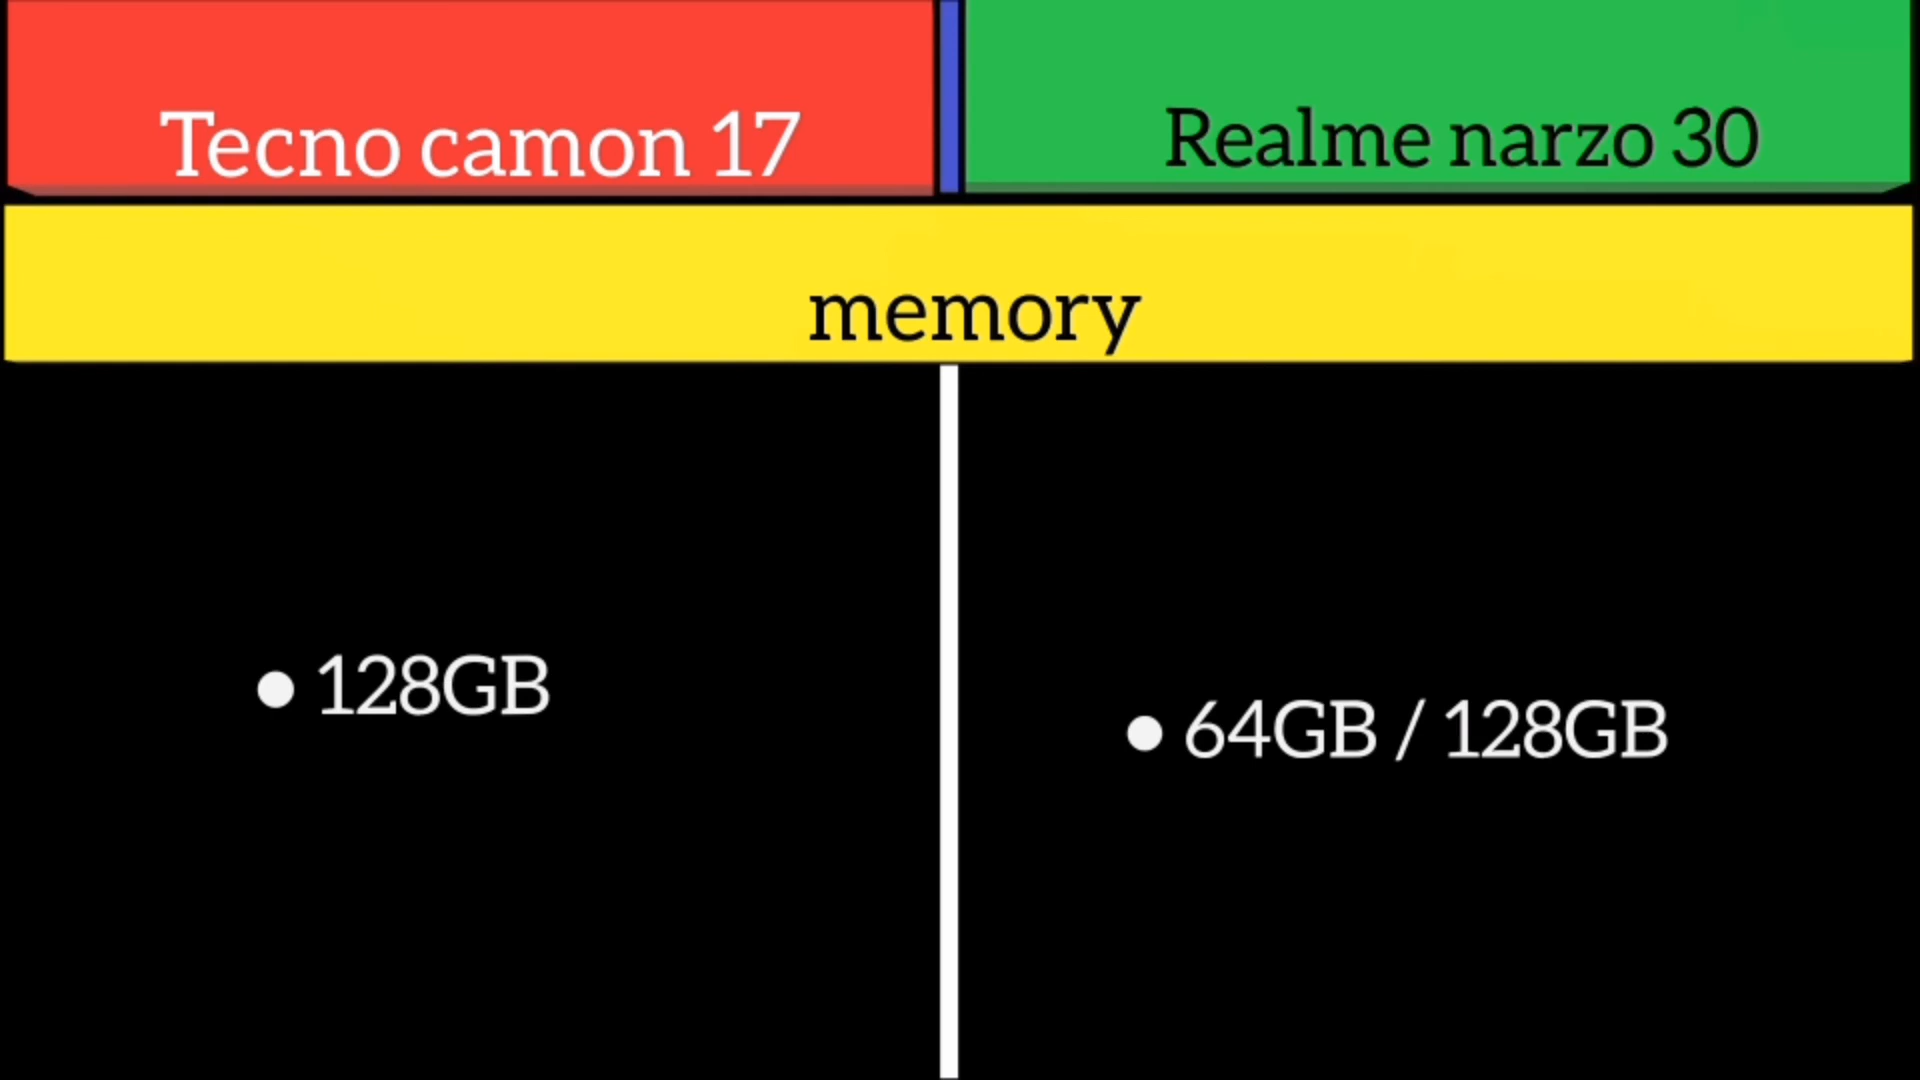 Tecno camon 17
Realme narzo 30
memory
● 128GB
● 64GB / 128GB